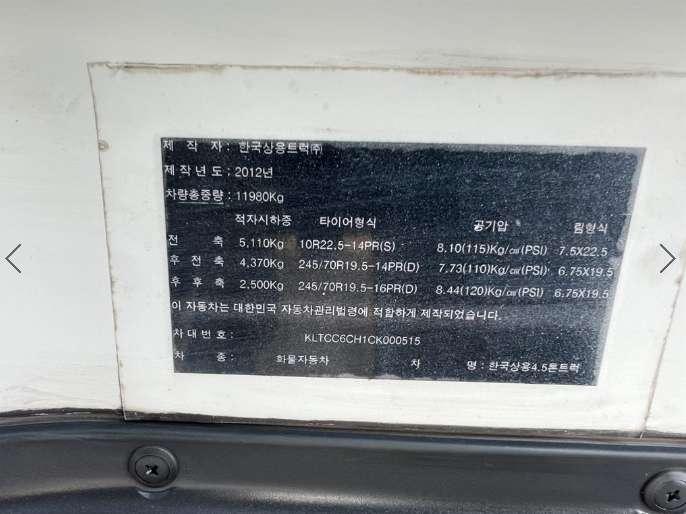 제 작 자 : 한국상용트럭㈜
제 작 년 도 : 2012년
차량총중량 : 11980Kg
적차시하중 타이어형식 공기압 림형식
전 축 5,110Kg 10R22.5-14PR(S) 8.10(115)Kg/㎠(PSI) 7.5X22.5
후 전 축 4,370Kg 245/70R19.5-14PR(D) 7.73(110)Kg/㎠(PSI) 6.75X19.5
후 후 축 2,500Kg 245/70R19.5-16PR(D) 8.44(120)Kg/㎠(PSI) 6.75X19.5
이 자동차는 대한민국 자동차관리법령에 적합하게 제작되었습니다.
차 대 번 호 : KLTCC6CH1CK000515
차 종 : 화물자동차 차 명 : 한국상용4.5톤트럭